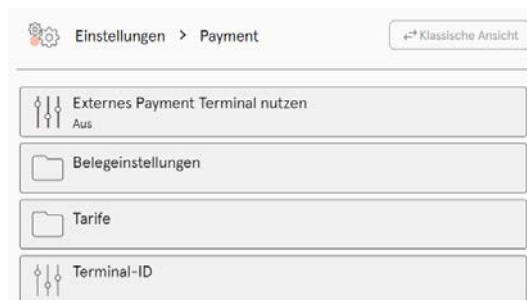 Einstellungen > Payment
Klassische Ansicht
Externes Payment Terminal nutzen
Aus
Belegeinstellungen
Tarife
Terminal-ID